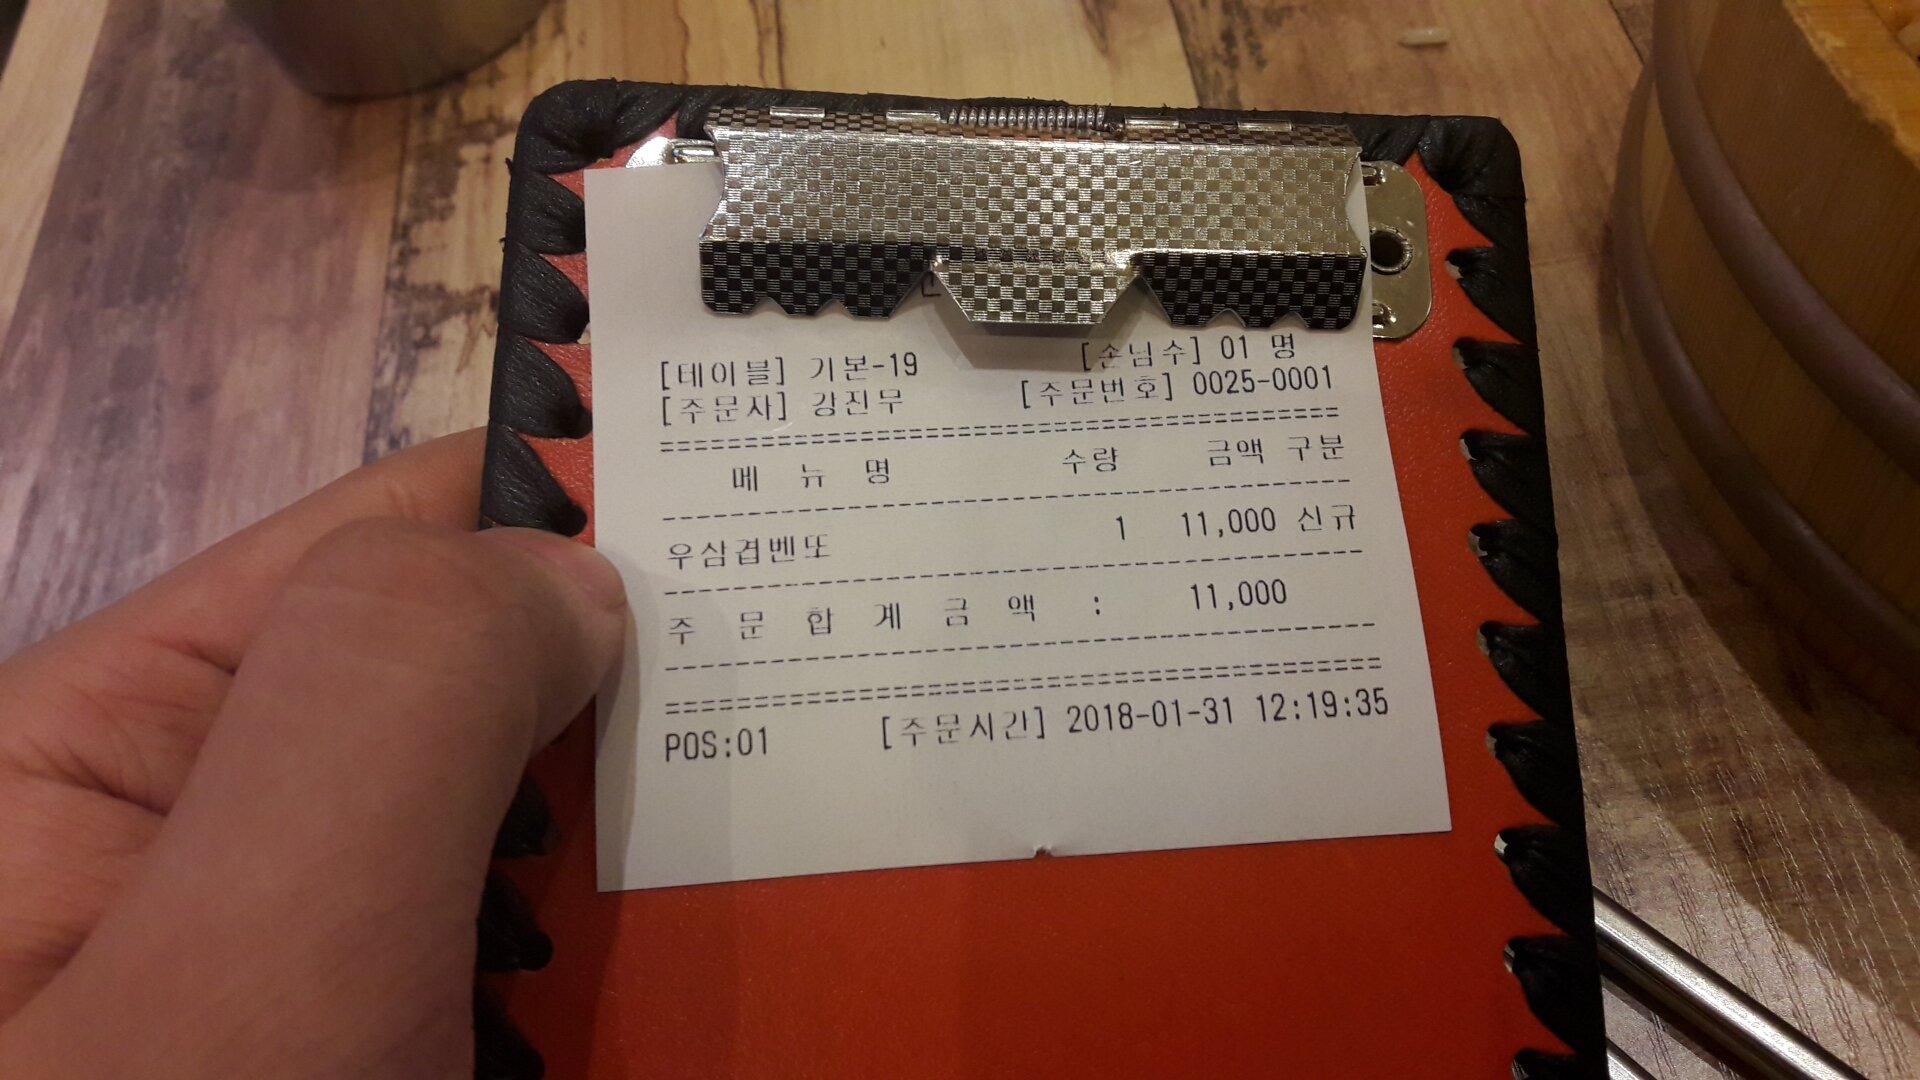 [테이블] 기본-19 [손님수] 01 명
[주문자] 강진무 [주문번호] 0025-0001
================================================
메 뉴 명 수량 금액 구분
------------------------------------------------
우삼겹벤또 1 11,000 신규
------------------------------------------------
주 문 합 계 금 액 : 11,000
------------------------------------------------
================================================
POS:01 [주문시간] 2018-01-31 12:19:35